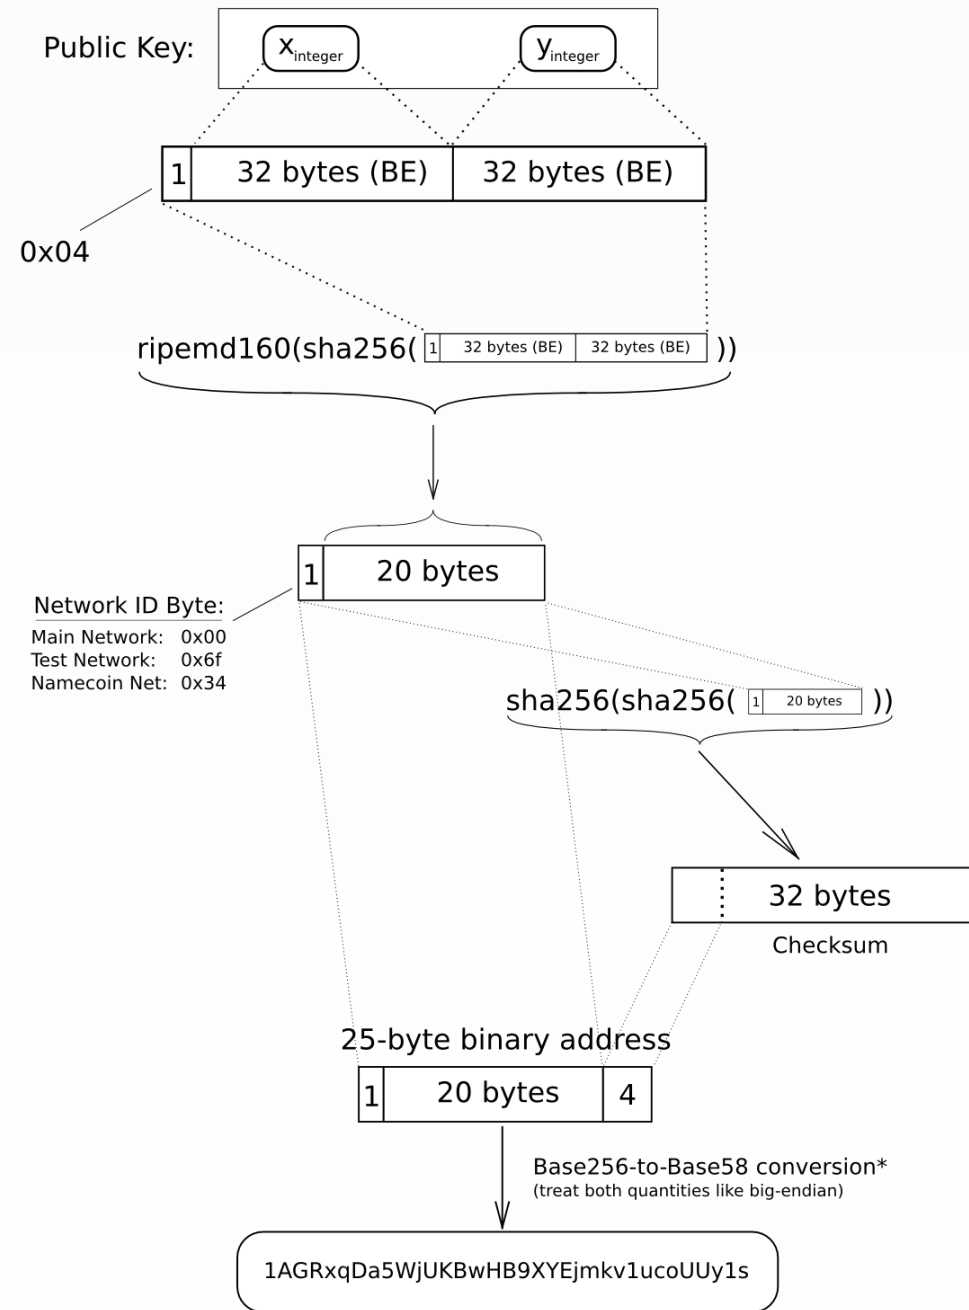 Public Key: xinteger yinteger
1 32 bytes (BE) 32 bytes (BE)
0x04
ripemd160(sha256( 1 32 bytes (BE) 32 bytes (BE) ))
1 20 bytes
Network ID Byte:
Main Network: 0x00
Test Network: 0x6f
Namecoin Net: 0x34
sha256(sha256( 1 20 bytes ))
32 bytes
Checksum
25-byte binary address
1 20 bytes 4
Base256-to-Base58 conversion*
(treat both quantities like big-endian)
1AGRxqDa5WjUKBwHB9XYEjmkv1ucoUUy1s